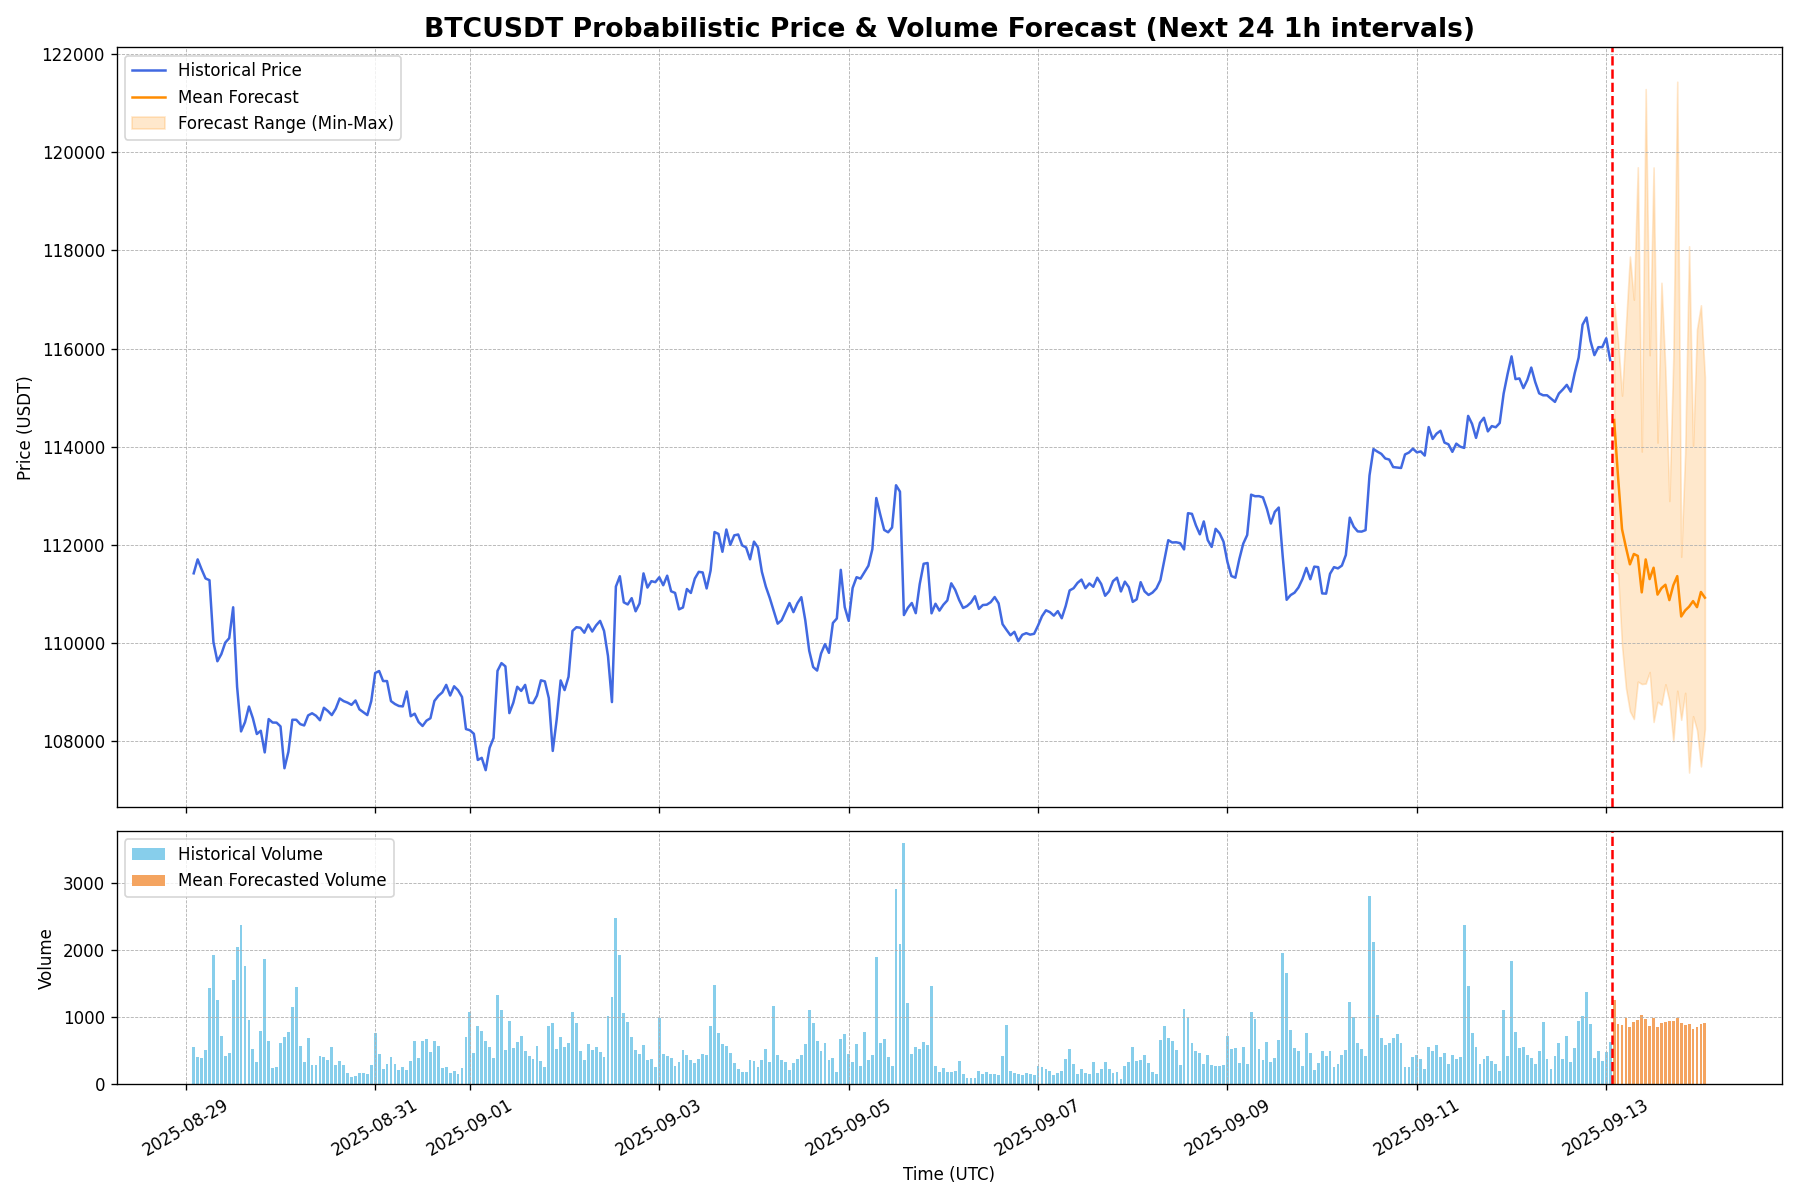 BTCUSDT Probabilistic Price & Volume Forecast (Next 24 1h intervals)
122000
120000
118000
116000
114000
112000
110000
108000
Price (USDT)
Historical Price
Mean Forecast
Forecast Range (Min-Max)
3000
2000
1000
0
Volume
Historical Volume
Mean Forecasted Volume
2025-08-29
2025-08-31
2025-09-01
2025-09-03
2025-09-05
2025-09-07
2025-09-09
2025-09-11
2025-09-13
Time (UTC)